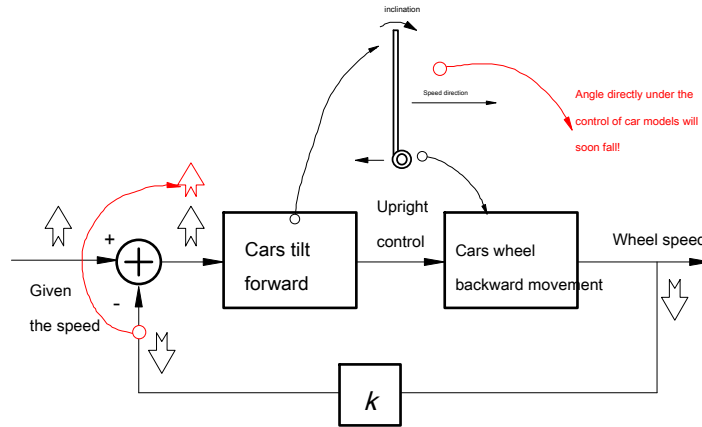 inclination
Speed direction
Angle directly under the
control of car models will
soon fall!
+
-
Given
the speed
Cars tilt
forward
Upright
control
Cars wheel
backward movement
Wheel speed
k